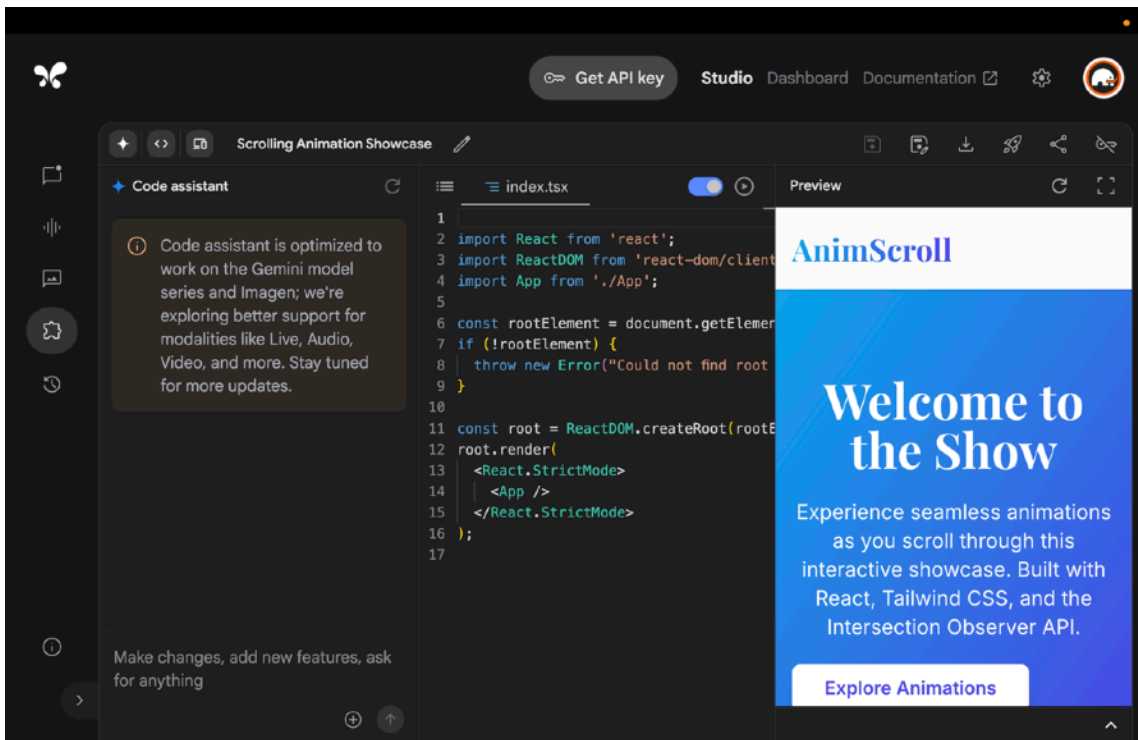 Get API key
Studio
Dashboard
Documentation
Scrolling Animation Showcase
Code assistant
Code assistant is optimized to
work on the Gemini model
series and Imagen; we're
exploring better support for
modalities like Live, Audio,
Video, and more. Stay tuned
for more updates.
Make changes, add new features, ask
for anything
index.tsx
1
2 import React from 'react';
3 import ReactDOM from 'react-dom/client
4 import App from './App';
5
6 const rootElement = document.getElemen
7 if (!rootElement) {
8 throw new Error("Could not find root
9 }
10
11 const root = ReactDOM.createRoot(rootE
12 root.render(
13 <React.StrictMode>
14 <App />
15 </React.StrictMode>
16 );
17
Preview
AnimScroll
Welcome to
the Show
Experience seamless animations
as you scroll through this
interactive showcase. Built with
React, Tailwind CSS, and the
Intersection Observer API.
Explore Animations